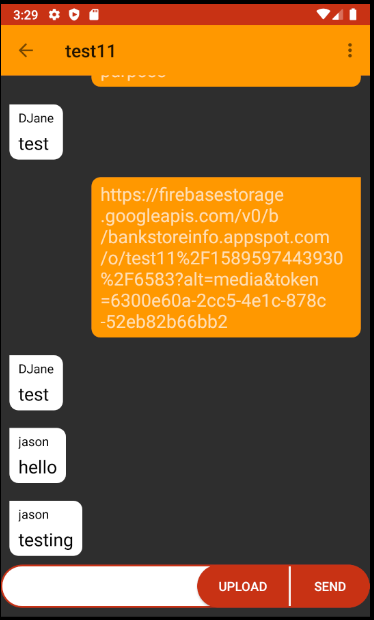 3:29
test11
purpose
DJane
test
https://firebasestorage
.googleapis.com/v0/b
/bankstoreinfo.appspot.com
/o/test11%2F1589597443930
%2F6583?alt=media&token
=6300e60a-2cc5-4e1c-878c
-52eb82b66bb2
DJane
test
jason
hello
jason
testing
UPLOAD
SEND